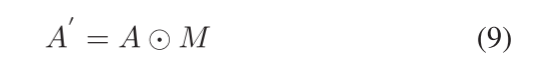 A′ = A ⊙ M (9)